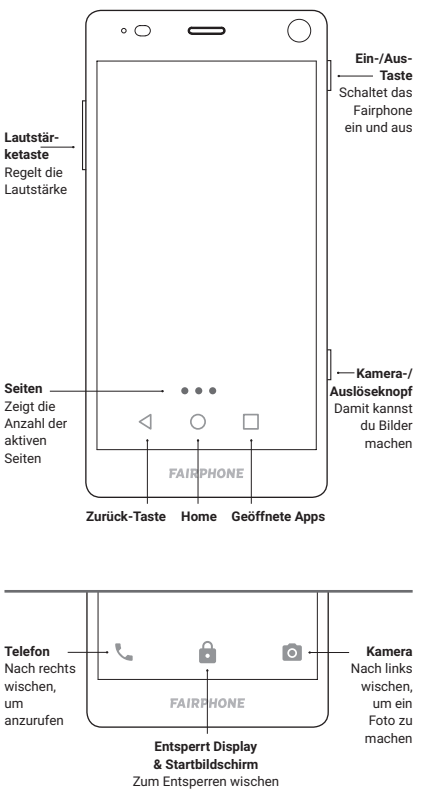 Ein-/Aus-
Taste
Schaltet das
Fairphone
ein und aus
Lautstär-
ketaste
Regelt die
Lautstärke
Kamera-/
Auslöseknopf
Damit kannst
du Bilder
machen
Seiten
Zeigt die
Anzahl der
aktiven
Seiten
FAIRPHONE
Zurück-Taste Home Geöffnete Apps
Telefon
Nach rechts
wischen,
um
anzurufen
Kamera
Nach links
wischen,
um ein
Foto zu
machen
FAIRPHONE
Entsperrt Display
& Startbildschirm
Zum Entsperren wischen